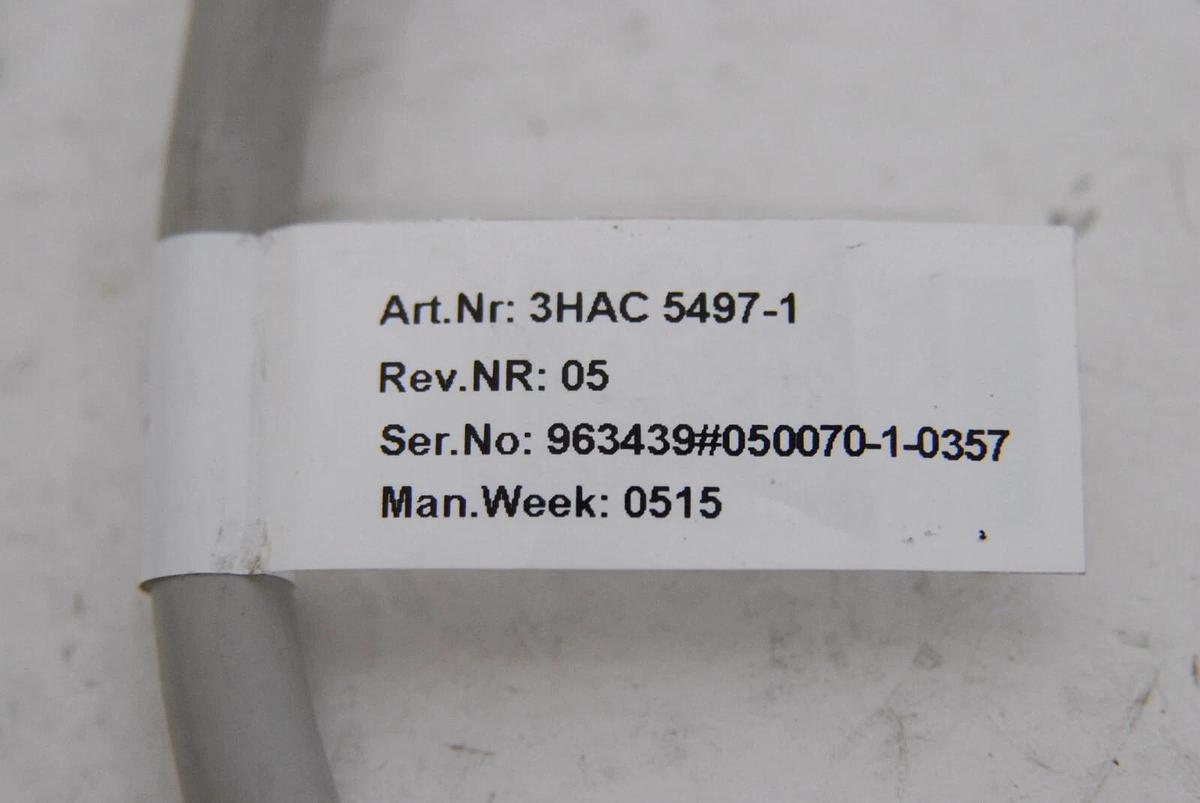 Art.Nr: 3HAC 5497-1
Rev.NR: 05
Ser.No: 963439#050070-1-0357
Man.Week: 0515